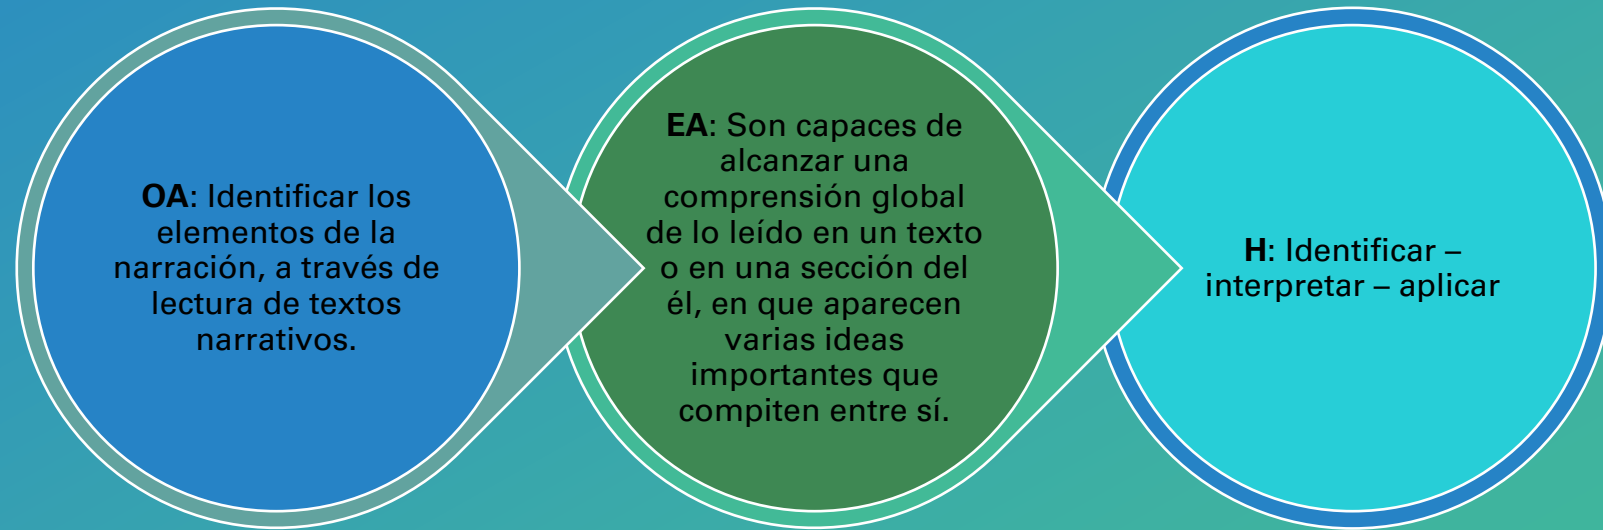 OA: Identificar los
elementos de la
narración, a través de
lectura de textos
narrativos.
EA: Son capaces de
alcanzar una
comprensión global
de lo leído en un texto
o en una sección del
él, en que aparecen
varias ideas
importantes que
compiten entre sí.
H: Identificar –
interpretar – aplicar